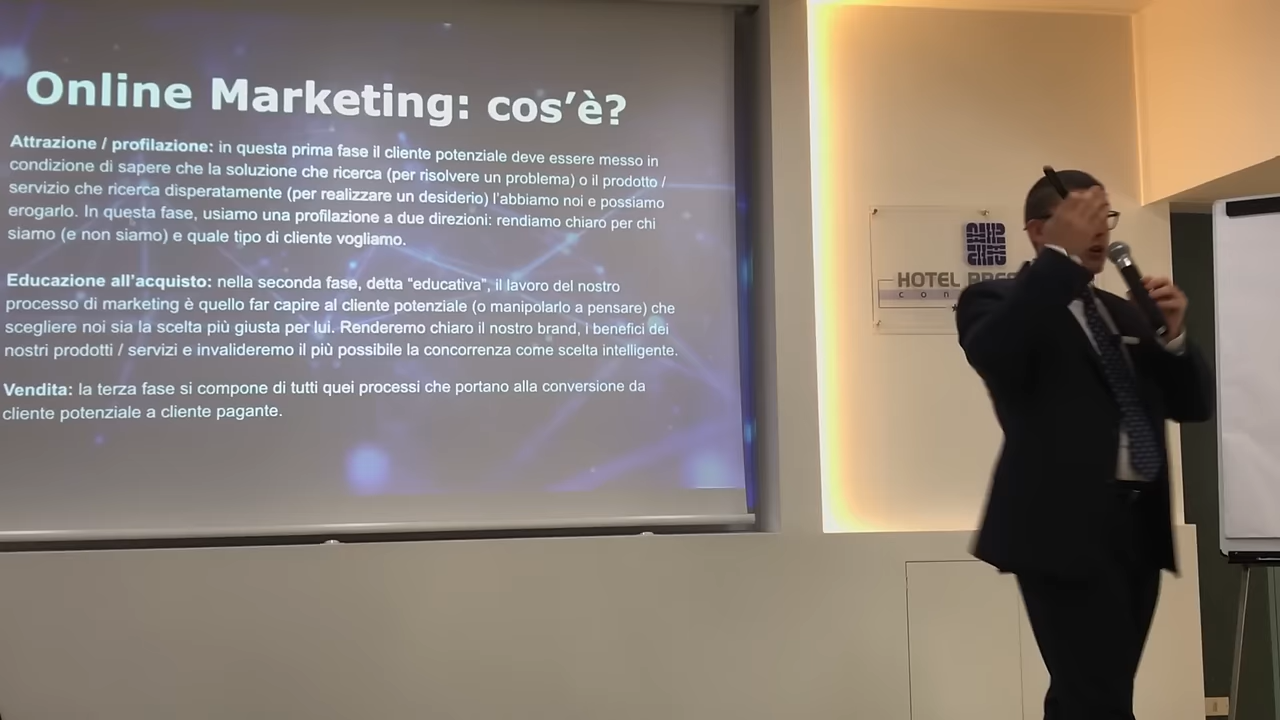 Online Marketing: cos'è?
Attrazione / profilazione: in questa prima fase il cliente potenziale deve essere messo in
condizione di sapere che la soluzione che ricerca (per risolvere un problema) o il prodotto /
servizio che ricerca disperatamente (per realizzare un desiderio) l'abbiamo noi e possiamo
erogarlo. In questa fase, usiamo una profilazione a due direzioni: rendiamo chiaro per chi
siamo (e non siamo) e quale tipo di cliente vogliamo.
Educazione all'acquisto: nella seconda fase, detta "educativa", il lavoro del nostro
processo di marketing è quello far capire al cliente potenziale (o manipolarlo a pensare) che
scegliere noi sia la scelta più giusta per lui. Renderemo chiaro il nostro brand, i benefici dei
nostri prodotti / servizi e invalideremo il più possibile la concorrenza come scelta intelligente.
Vendita: la terza fase si compone di tutti quei processi che portano alla conversione da
cliente potenziale a cliente pagante.
HOTEL